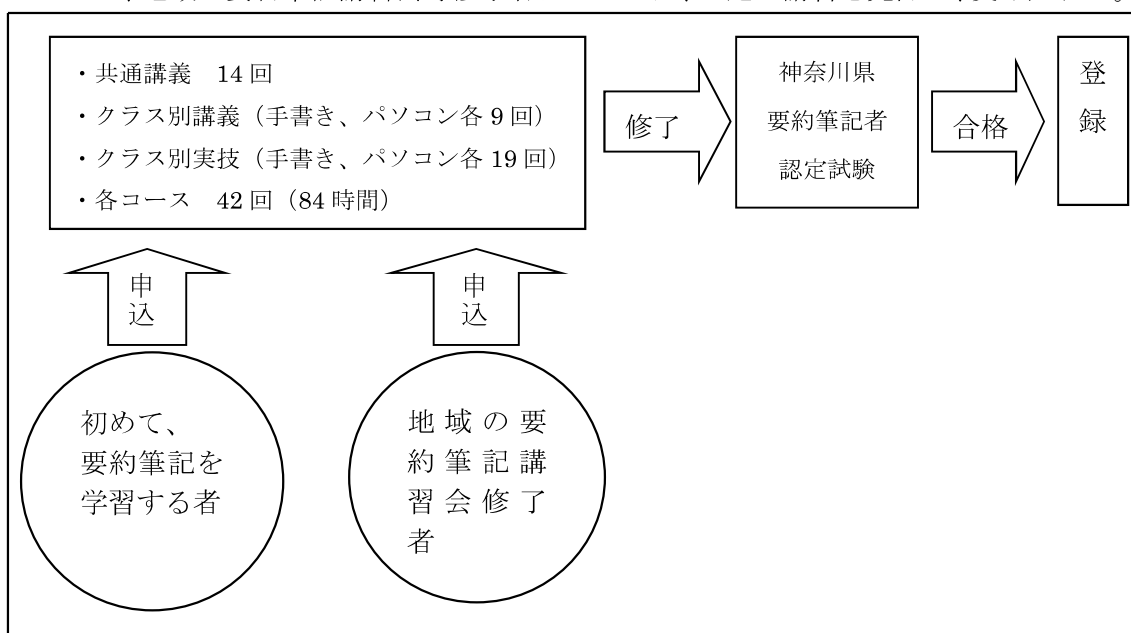 ・共通講義　14 回
・クラス別講義（手書き、パソコン各 9 回）
・クラス別実技（手書き、パソコン各 19 回）
・各コース　42 回（84 時間）
修了
神奈川県
要約筆記者
認定試験
合格
登
録
申
込
申
込
初めて、
要約筆記を
学習する者
地域の要
約筆記講
習会修了
者